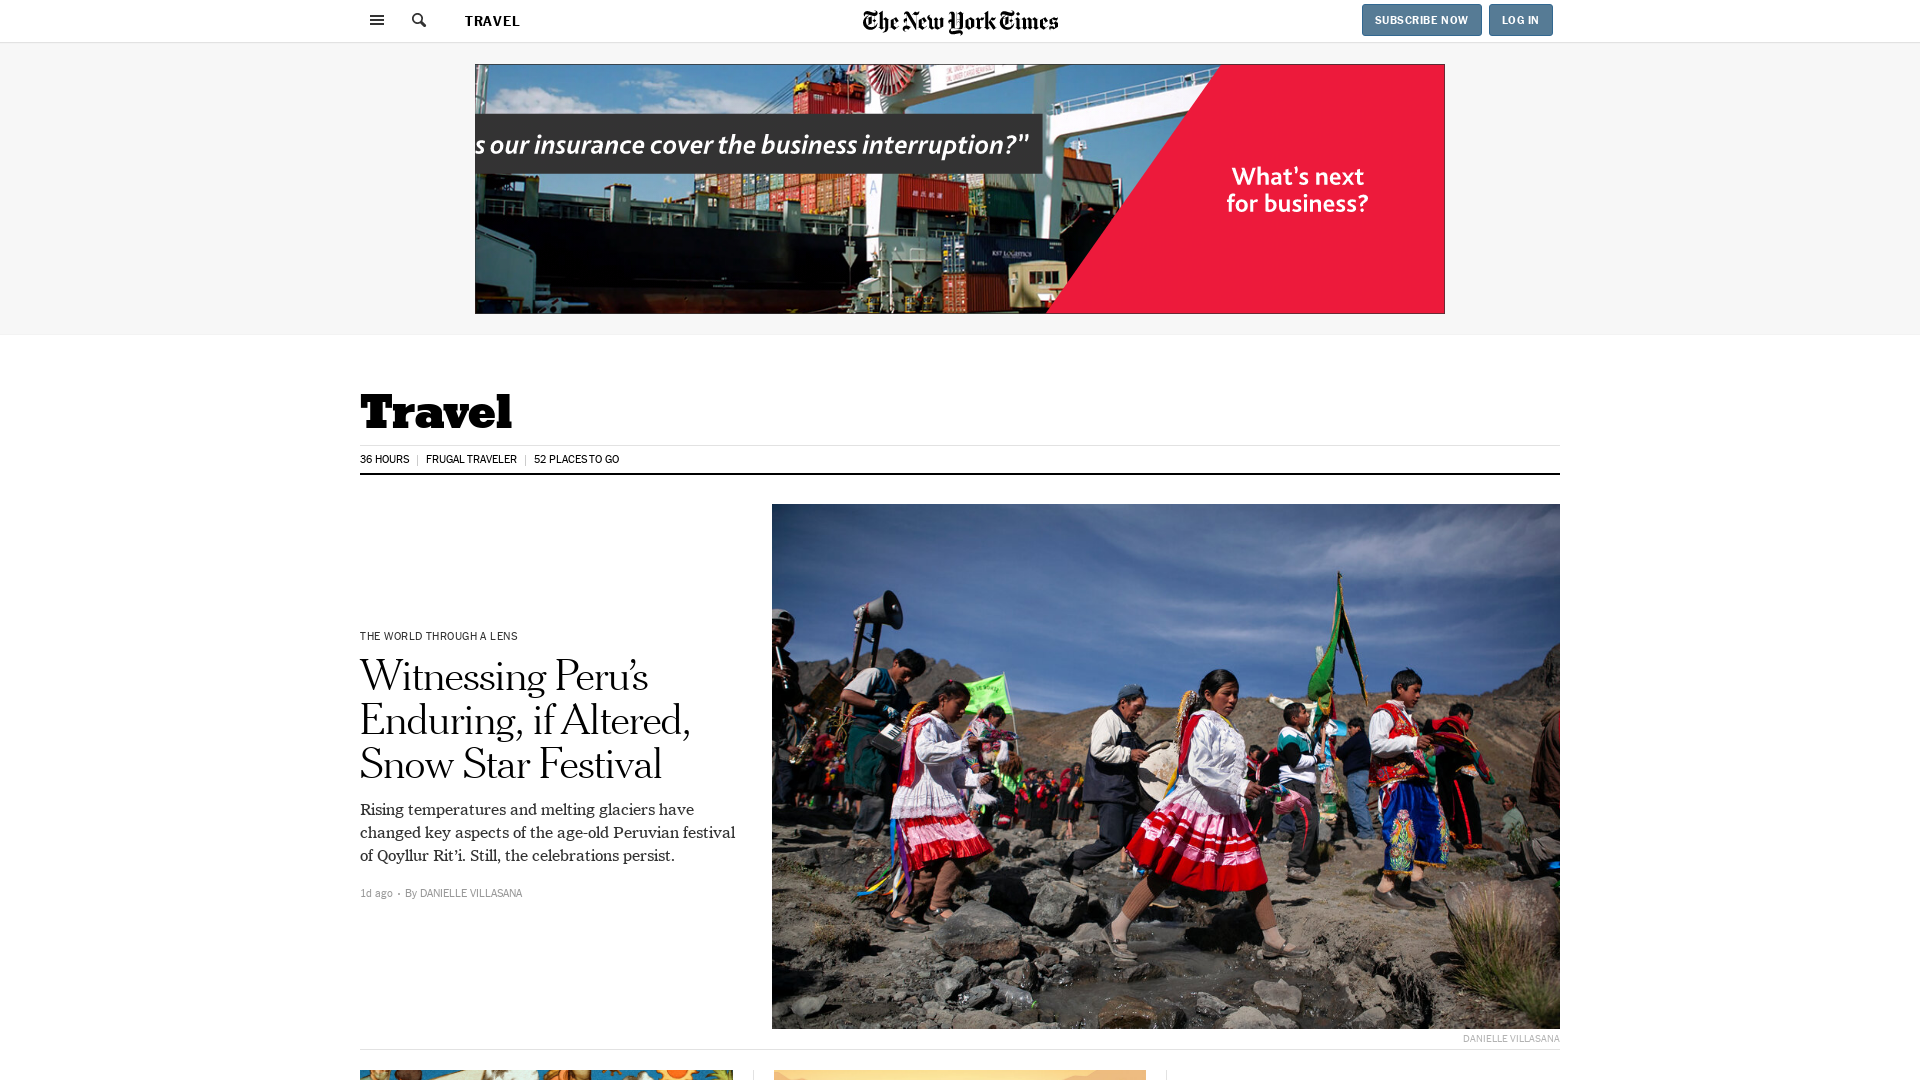 TRAVEL
The New York Times
SUBSCRIBE NOW
LOG IN
s our insurance cover the business interruption?”
What’s next
for business?
Travel
36 HOURS
FRUGAL TRAVELER
52 PLACES TO GO
THE WORLD THROUGH A LENS
Witnessing Peru’s
Enduring, if Altered,
Snow Star Festival
Rising temperatures and melting glaciers have
changed key aspects of the age-old Peruvian festival
of Qoyllur Rit’i. Still, the celebrations persist.
1d ago • By DANIELLE VILLASANA
DANIELLE VILLASANA